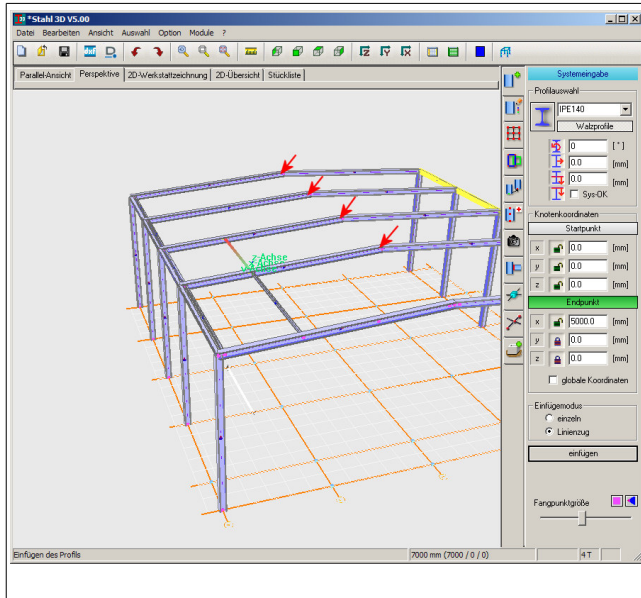 *Stahl 3D V5.00
Datei Bearbeiten Ansicht Auswahl Option Module ?
dxf
Parallel-Ansicht Perspektive 2D-Werkstattzeichnung 2D-Übersicht Stückliste
Systemeingabe
Profilauswahl
IPE140
Walzprofile
0 [°]
0.0 [mm]
0.0 [mm]
Sys-OK
Knotenkoordinaten
Startpunkt
x 0.0 [mm]
y 0.0 [mm]
z 0.0 [mm]
Endpunkt
x 5000.0 [mm]
y 0.0 [mm]
z 0.0 [mm]
globale Koordinaten
Einfügemodus
einzeln
Linienzug
einfügen
Fangpunktgröße
z-Achse
Einfügen des Profils 7000 mm (7000 / 0 / 0) 4 T